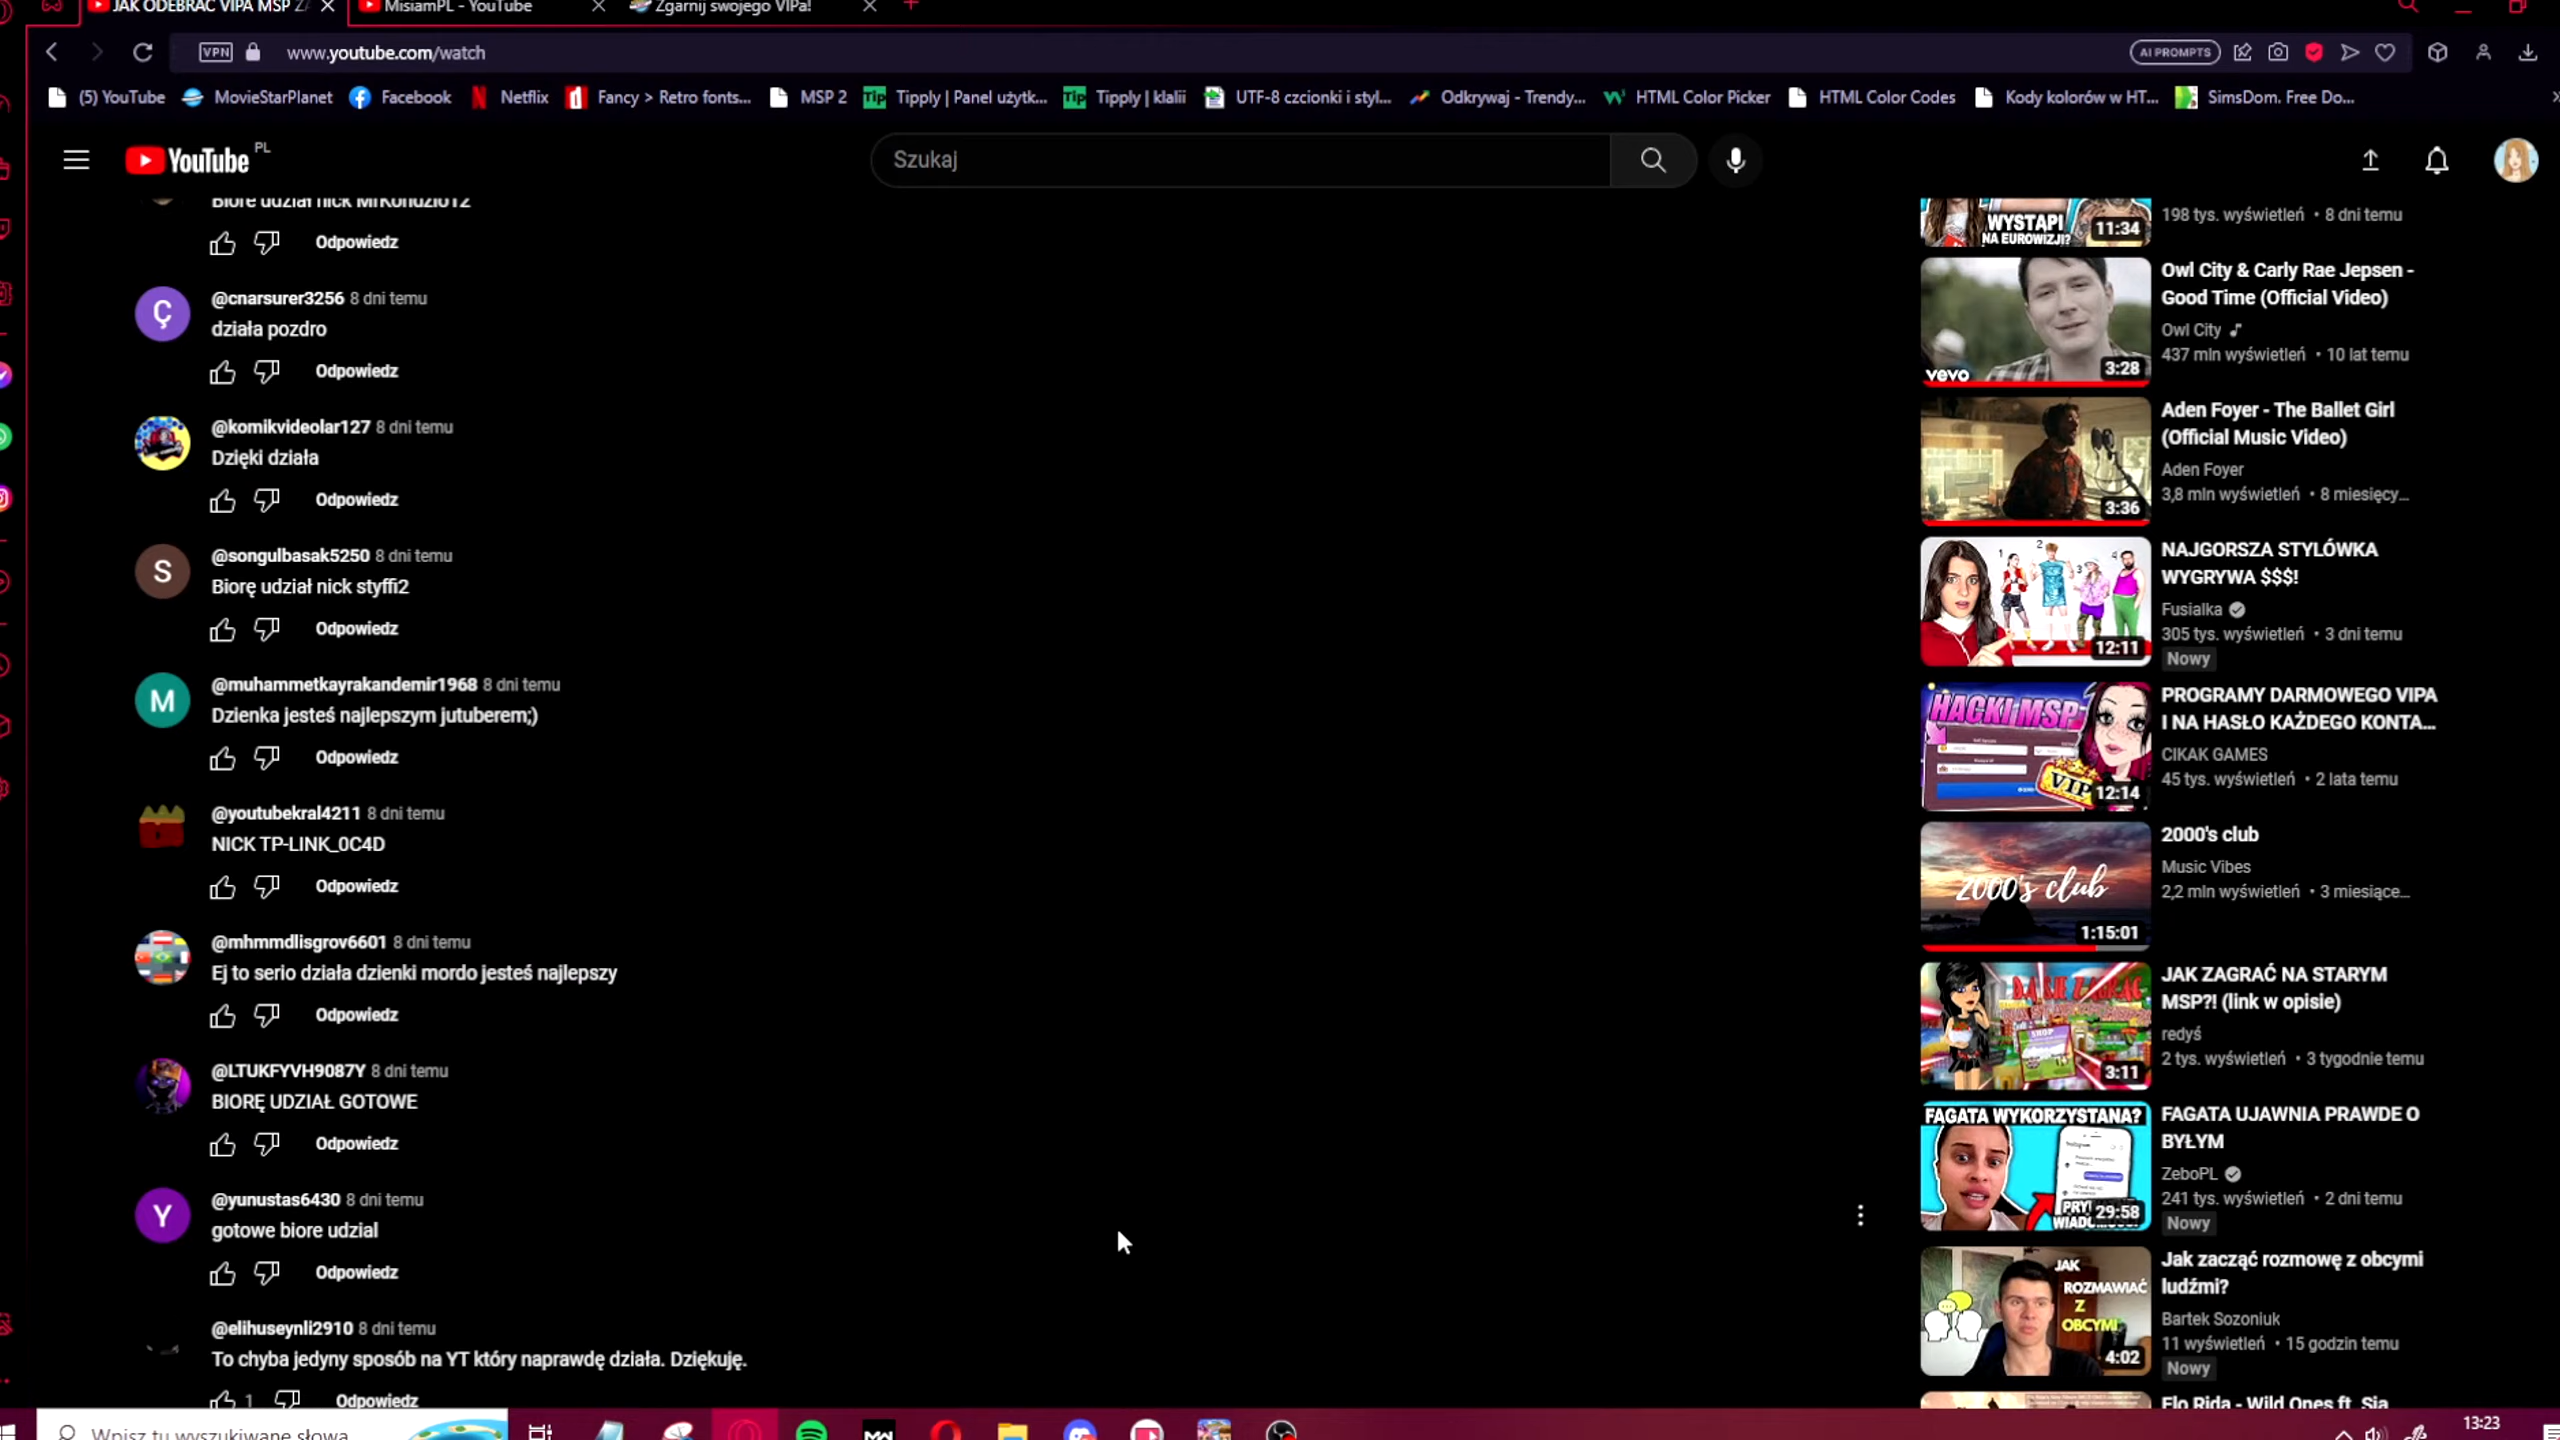 JAK ODEBRAĆ VIPA MSP Z
MisiamPL - YouTube
Zgarnij swojego VIPa!
VPN
www.youtube.com/watch
AI PROMPTS
(5) YouTube
MovieStarPlanet
Facebook
Netflix
Fancy > Retro fonts...
MSP 2
Tipply | Panel użytk...
Tipply | klalii
UTF-8 czcionki i styl...
Odkrywaj - Trendy...
HTML Color Picker
HTML Color Codes
Kody kolorów w HT...
SimsDom. Free Do...
YouTube PL
Szukaj
Biorę udział nick MrKondzio12
Odpowiedz
@cnarsurer3256 8 dni temu
działa pozdro
Odpowiedz
@komikvideolar127 8 dni temu
Dzięki działa
Odpowiedz
@songulbasak5250 8 dni temu
Biorę udział nick styffi2
Odpowiedz
@muhammetkayrakandemir1968 8 dni temu
Dzienka jesteś najlepszym jutuberem;)
Odpowiedz
@youtubekral4211 8 dni temu
NICK TP-LINK_0C4D
Odpowiedz
@mhmmdlisgrov6601 8 dni temu
Ej to serio działa dzienki mordo jesteś najlepszy
Odpowiedz
@LTUKFYVH9087Y 8 dni temu
BIORĘ UDZIAŁ GOTOWE
Odpowiedz
@yunustas6430 8 dni temu
gotowe biore udzial
Odpowiedz
@elihuseynli2910 8 dni temu
To chyba jedyny sposób na YT który naprawdę działa. Dziękuję.
1 Odpowiedz
WYSTĄPI
NA EUROWIZJI?
11:34
198 tys. wyświetleń • 8 dni temu
vevo
3:28
Owl City & Carly Rae Jepsen -
Good Time (Official Video)
Owl City
437 mln wyświetleń • 10 lat temu
3:36
Aden Foyer - The Ballet Girl
(Official Music Video)
Aden Foyer
3,8 mln wyświetleń • 8 miesięcy...
12:11
NAJGORSZA STYLÓWKA
WYGRYWA $$$!
Fusialka
305 tys. wyświetleń • 3 dni temu
Nowy
HACKI MSP
VIP
12:14
PROGRAMY DARMOWEGO VIPA
I NA HASŁO KAŻDEGO KONTA...
CIKAK GAMES
45 tys. wyświetleń • 2 lata temu
2000's club
1:15:01
2000's club
Music Vibes
2,2 mln wyświetleń • 3 miesiące...
3:11
JAK ZAGRAĆ NA STARYM
MSP?! (link w opisie)
redyś
2 tys. wyświetleń • 3 tygodnie temu
FAGATA WYKORZYSTANA?
29:58
FAGATA UJAWNIA PRAWDE O
BYŁYM
ZeboPL
241 tys. wyświetleń • 2 dni temu
Nowy
JAK
ROZMAWIAĆ
Z
OBCYMI
4:02
Jak zacząć rozmowę z obcymi
ludźmi?
Bartek Sozoniuk
11 wyświetleń • 15 godzin temu
Nowy
Flo Rida - Wild Ones ft. Sia
Wpisz tu wyszukiwane słowa
13:23